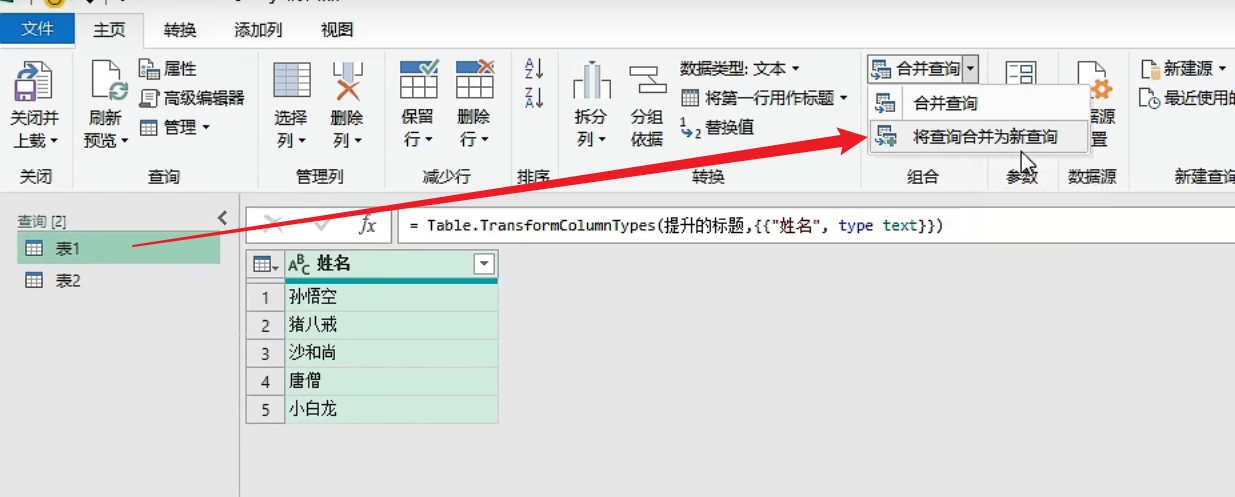 文件 主页 转换 添加列 视图
关闭并
上载
关闭
刷新
预览
属性
高级编辑器
管理
查询
选择
列
删除
列
管理列
保留
行
删除
行
减少行
A
Z
Z
A
排序
拆分
列
分组
依据
数据类型: 文本
将第一行用作标题
1
2 替换值
转换
合并查询
合并查询
将查询合并为新查询
组合
参数
据源
置
数据源
新建源
最近使用的
新建查询
查询 [2]
表1
表2
fx
= Table.TransformColumnTypes(提升的标题,{{"姓名", type text}})
ABC 姓名
1 孙悟空
2 猪八戒
3 沙和尚
4 唐僧
5 小白龙